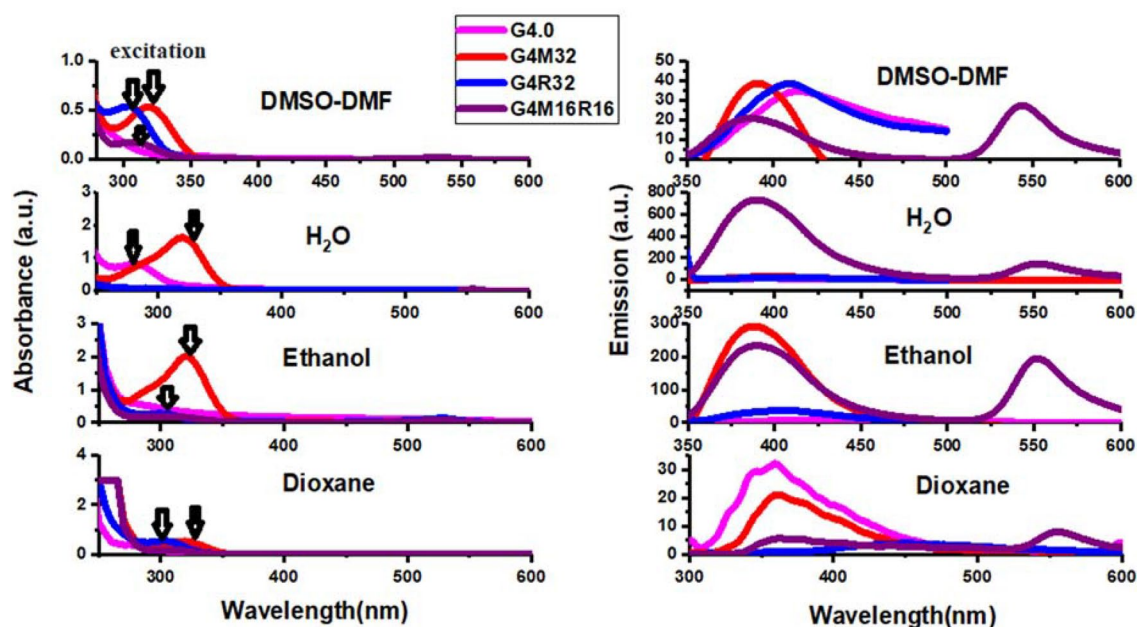 excitation
G4.0
G4M32
G4R32
G4M16R16
Absorbance (a.u.)
1.0
0.5
0.0
DMSO-DMF
300 350 400 450 500 550 600
3
2
1
0
H₂O
300 400 500 600
3
2
1
0
Ethanol
300 400 500 600
4
2
0
Dioxane
300 400 500 600
Wavelength(nm)
Emission (a.u.)
50
40
30
20
10
0
DMSO-DMF
350 400 450 500 550 600
800
600
400
200
0
H₂O
350 400 450 500 550 600
300
200
100
0
Ethanol
350 400 450 500 550 600
30
20
10
0
Dioxane
300 400 500 600
Wavelength(nm)